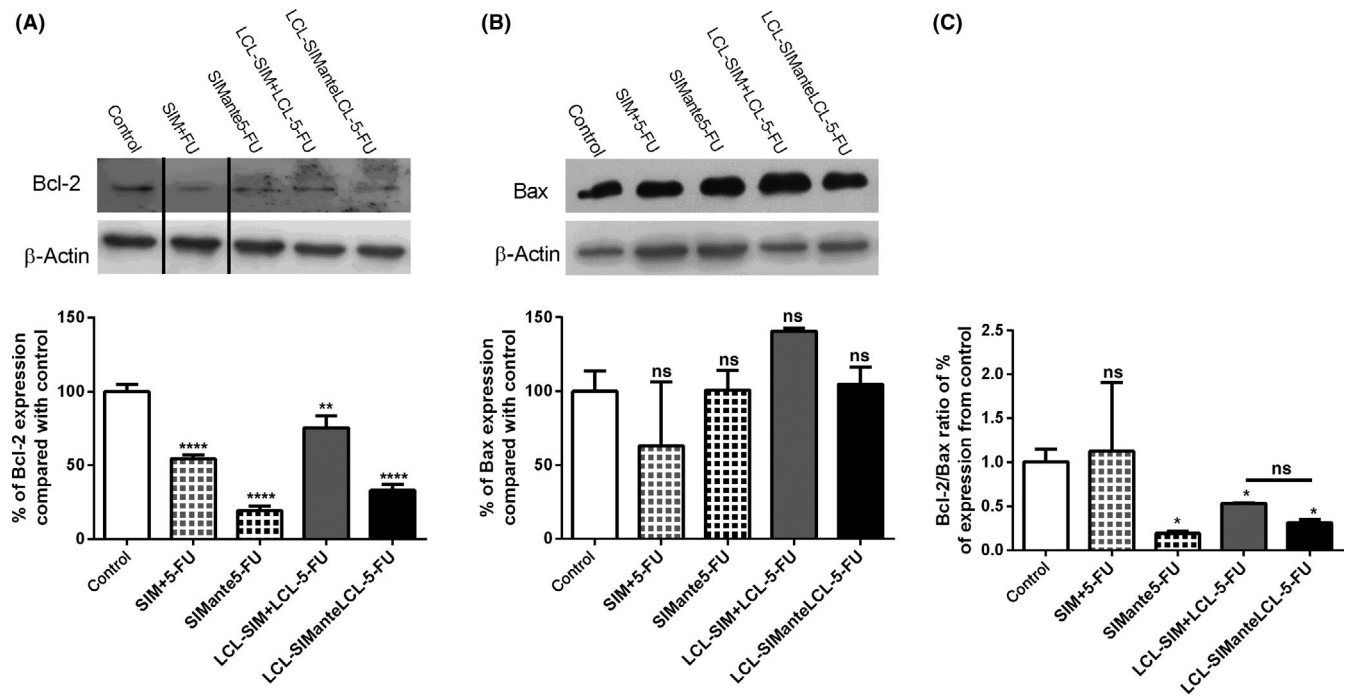 (A)
Control
SIM+FU
SIMante5-FU
LCL-SIM+LCL-5-FU
LCL-SIManteLCL-5-FU
Bcl-2
β-Actin
% of Bcl-2 expression
compared with control
150
100
50
0
****
****
**
****
Control
SIM+5-FU
SIMante5-FU
LCL-SIM+LCL-5-FU
LCL-SIManteLCL-5-FU
(B)
Control
SIM+5-FU
SIMante5-FU
LCL-SIM+LCL-5-FU
LCL-SIManteLCL-5-FU
Bax
β-Actin
% of Bax expression
compared with control
150
100
50
0
ns
ns
ns
ns
Control
SIM+5-FU
SIMante5-FU
LCL-SIM+LCL-5-FU
LCL-SIManteLCL-5-FU
(C)
Bcl-2/Bax ratio of %
of expression from control
2.5
2.0
1.5
1.0
0.5
0.0
ns
*
ns
*
*
Control
SIM+5-FU
SIMante5-FU
LCL-SIM+LCL-5-FU
LCL-SIManteLCL-5-FU